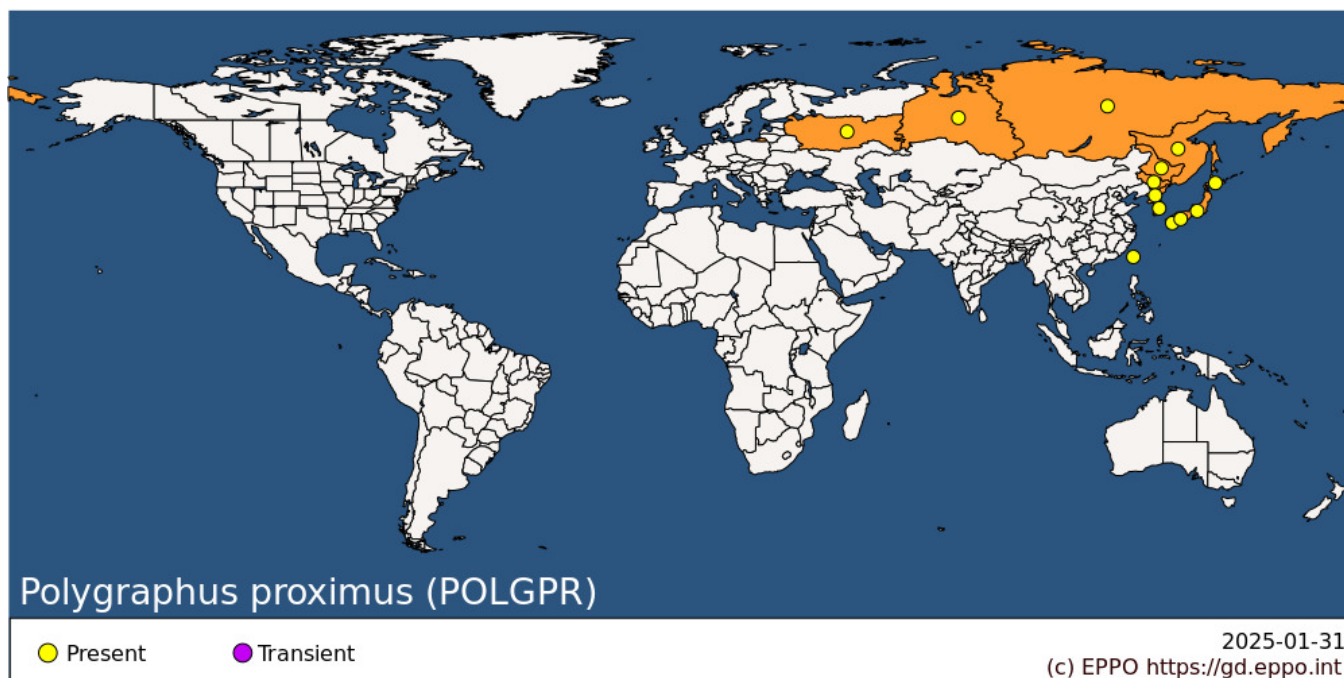 Polygraphus proximus (POLGPR)
Present
Transient
2025-01-31
(c) EPPO https://gd.eppo.int